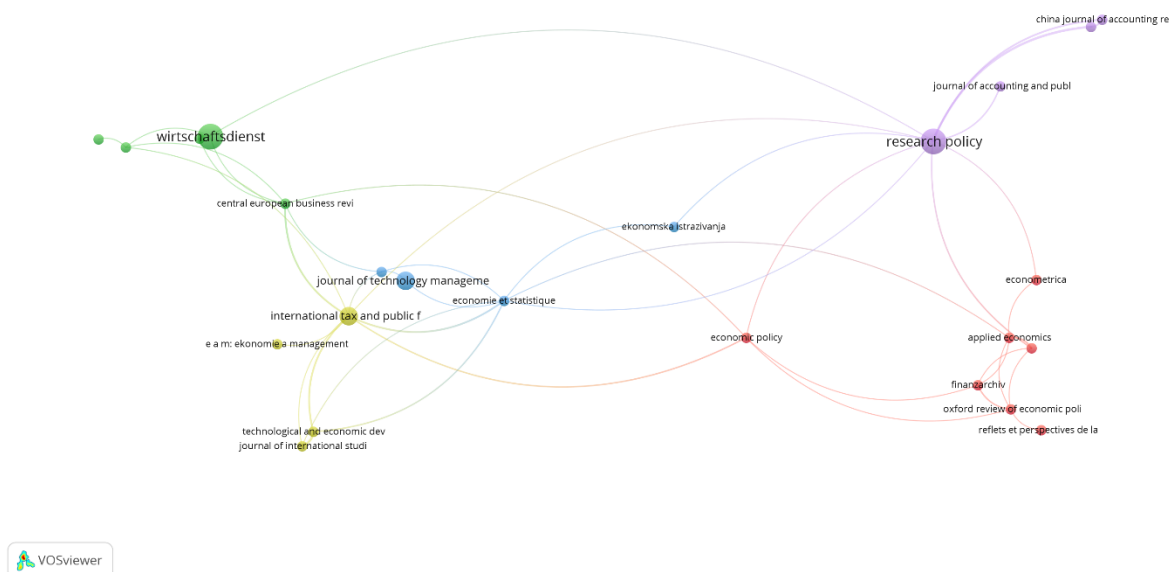 china journal of accounting re
journal of accounting and publ
wirtschaftsdienst
research policy
central european business revi
ekonomska istrazivanja
journal of technology manageme
econometrica
economie et statistique
international tax and public f
economic policy
applied economics
e a m: ekonomie a management
finanzarchiv
oxford review of economic poli
technological and economic dev
reflets et perspectives de la
journal of international studi
VOSviewer